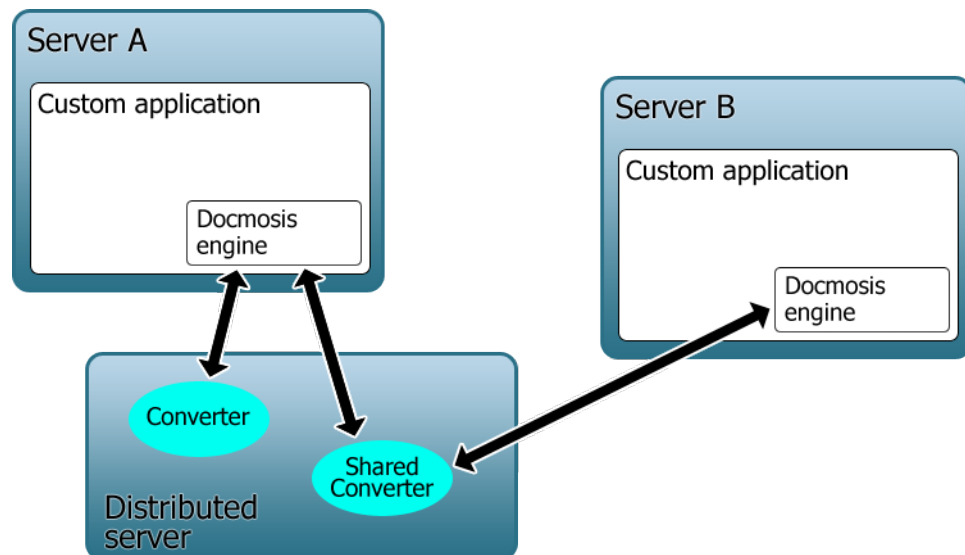 Server A
Custom application
Docmosis
engine
Server B
Custom application
Docmosis
engine
Converter
Shared
Converter
Distributed
server